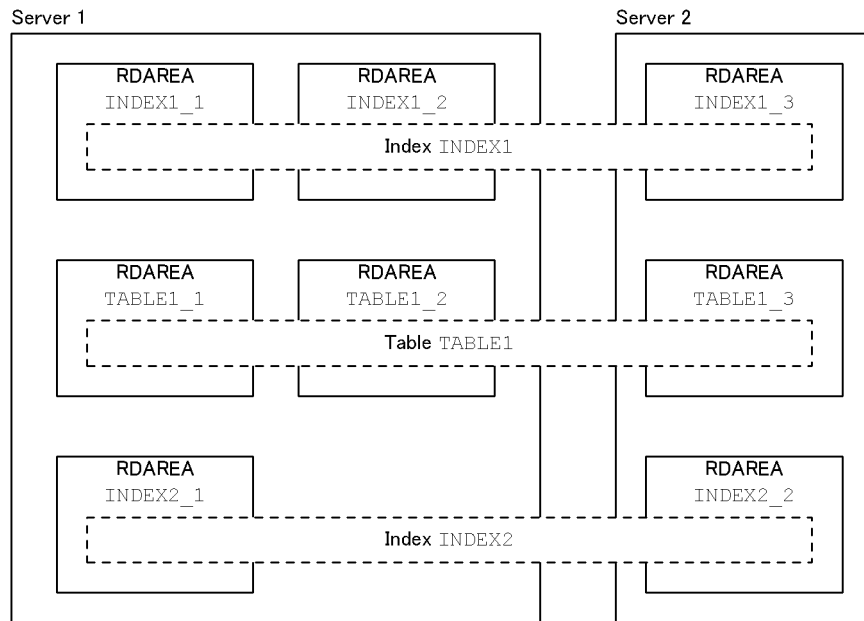 Server 1 Server 2
RDAREA RDAREA RDAREA
INDEX1_1 INDEX1_2 INDEX1_3
Index INDEX1
RDAREA RDAREA RDAREA
TABLE1_1 TABLE1_2 TABLE1_3
Table TABLE1
RDAREA RDAREA
INDEX2_1 INDEX2_2
Index INDEX2